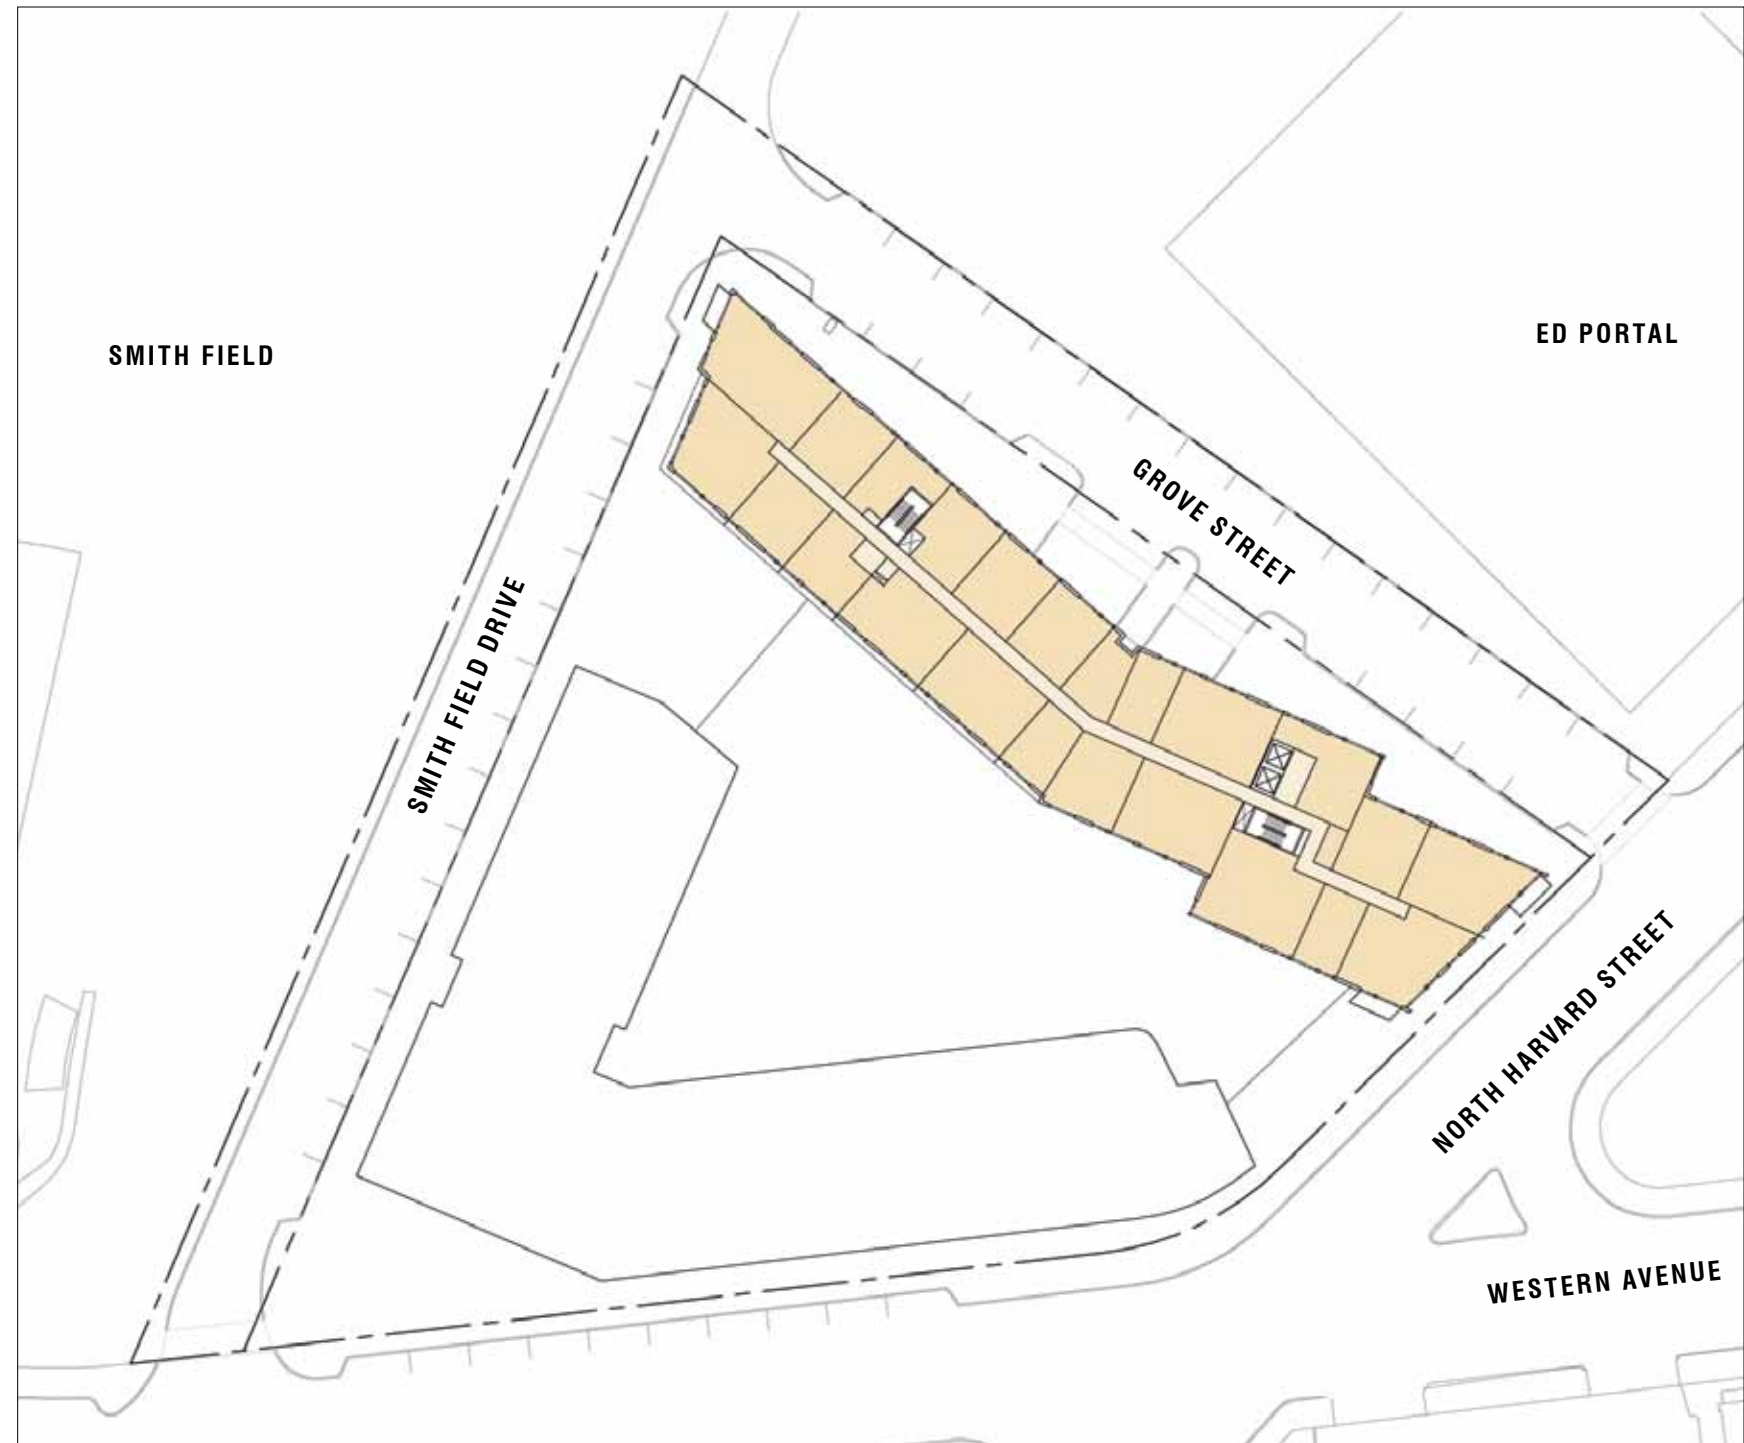 SMITH FIELD
ED PORTAL
GROVE STREET
SMITH FIELD DRIVE
NORTH HARVARD STREET
WESTERN AVENUE